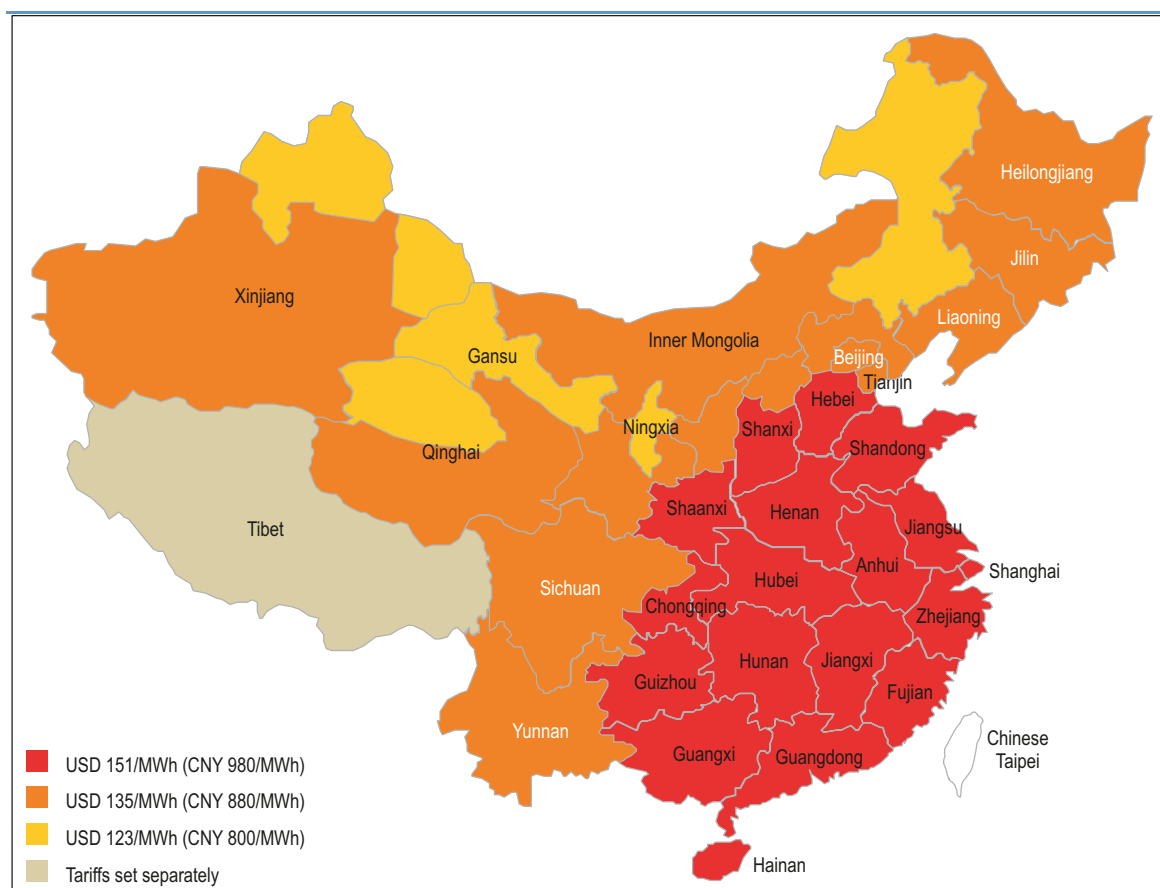 Heilongjiang
Jilin
Xinjiang
Liaoning
Inner Mongolia
Beijing
Gansu
Tianjin
Hebei
Ningxia
Shanxi
Qinghai
Shandong
Shaanxi
Henan
Jiangsu
Tibet
Anhui
Shanghai
Hubei
Sichuan
Chongqing
Zhejiang
Hunan
Jiangxi
Guizhou
Fujian
Yunnan
Guangxi
Guangdong
Chinese
Taipei
Hainan
USD 151/MWh (CNY 980/MWh)
USD 135/MWh (CNY 880/MWh)
USD 123/MWh (CNY 800/MWh)
Tariffs set separately